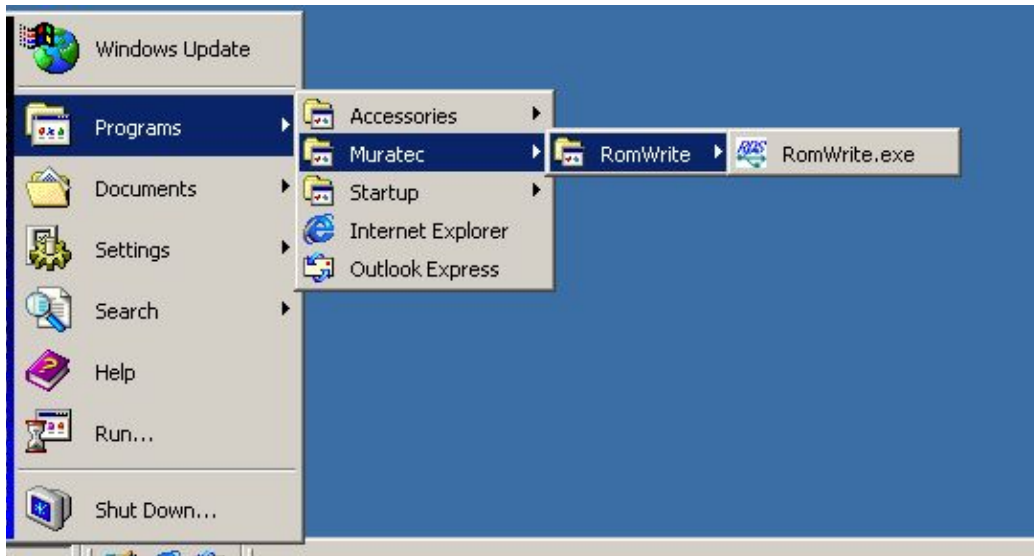 Windows Update
Programs
Documents
Settings
Search
Help
Run...
Shut Down...
Accessories
Muratec
Startup
Internet Explorer
Outlook Express
RomWrite
RomWrite.exe